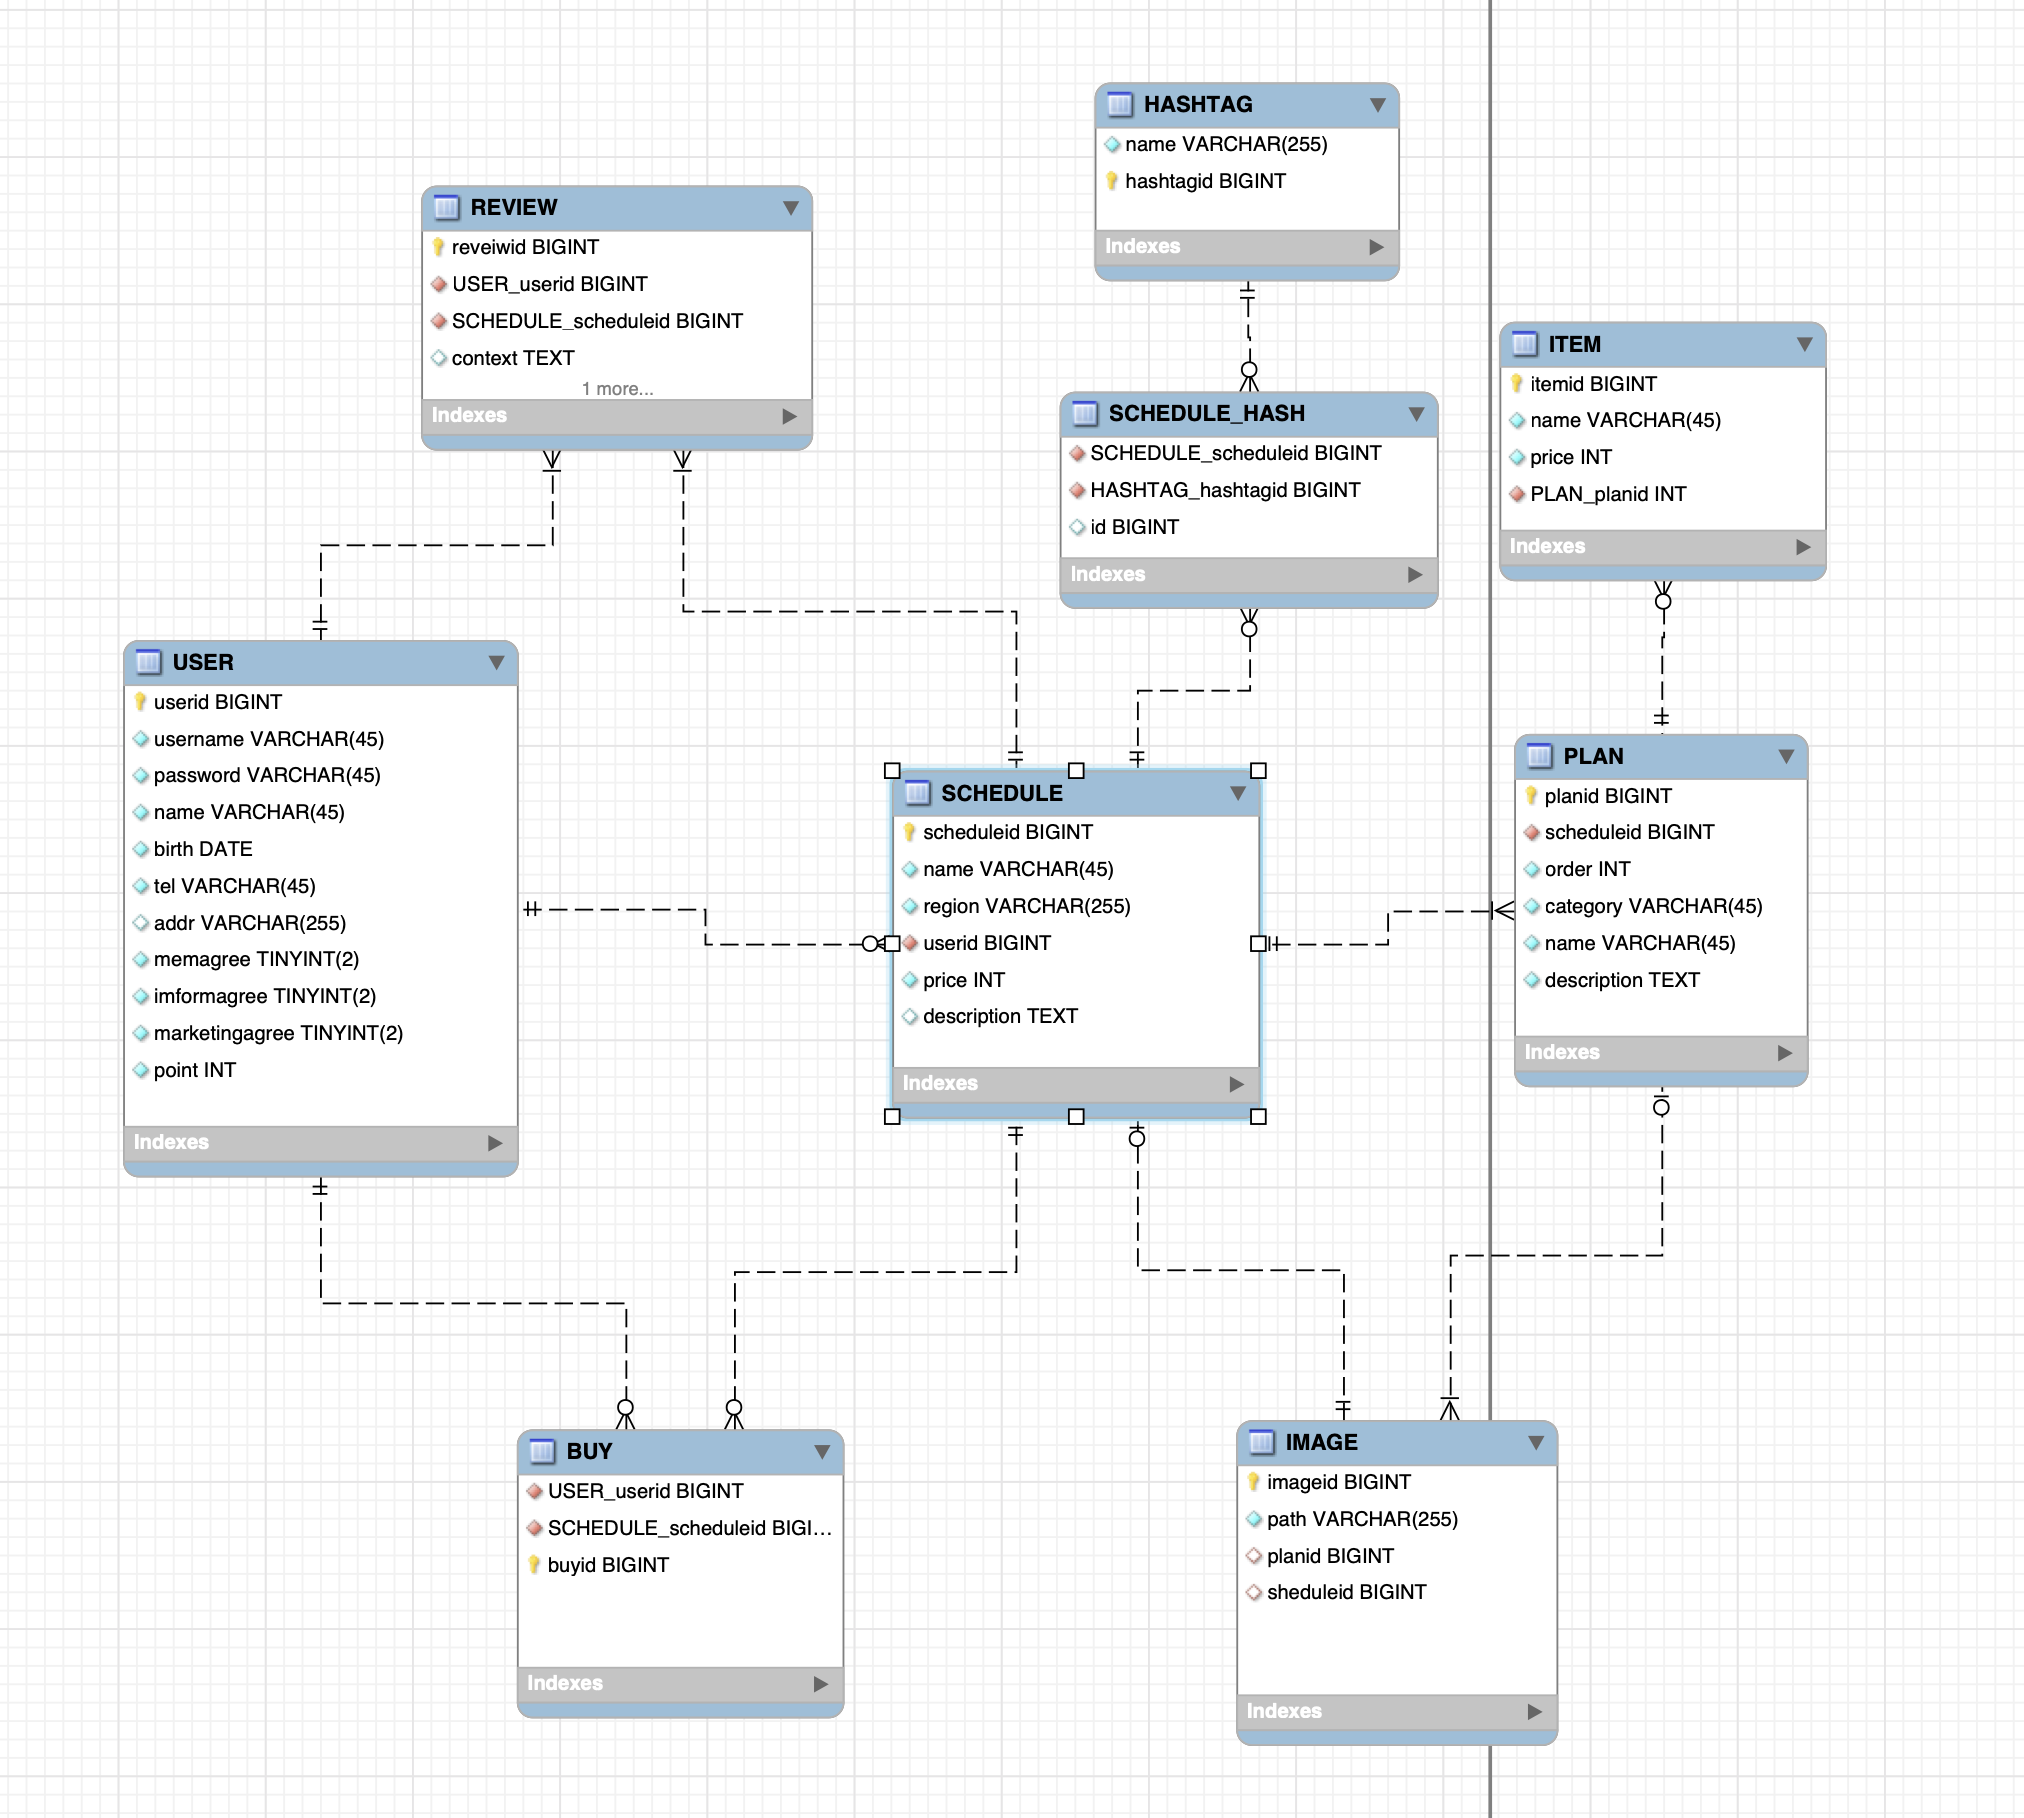 HASHTAG
name VARCHAR(255)
hashtagid BIGINT
Indexes
REVIEW
reveiwid BIGINT
USER_userid BIGINT
SCHEDULE_scheduleid BIGINT
context TEXT
1 more...
Indexes
ITEM
itemid BIGINT
name VARCHAR(45)
price INT
PLAN_planid INT
Indexes
SCHEDULE_HASH
SCHEDULE_scheduleid BIGINT
HASHTAG_hashtagid BIGINT
id BIGINT
Indexes
USER
userid BIGINT
username VARCHAR(45)
password VARCHAR(45)
name VARCHAR(45)
birth DATE
tel VARCHAR(45)
addr VARCHAR(255)
memagree TINYINT(2)
imformagree TINYINT(2)
marketingagree TINYINT(2)
point INT
Indexes
SCHEDULE
scheduleid BIGINT
name VARCHAR(45)
region VARCHAR(255)
userid BIGINT
price INT
description TEXT
Indexes
PLAN
planid BIGINT
scheduleid BIGINT
order INT
category VARCHAR(45)
name VARCHAR(45)
description TEXT
Indexes
BUY
USER_userid BIGINT
SCHEDULE_scheduleid BIGI...
buyid BIGINT
Indexes
IMAGE
imageid BIGINT
path VARCHAR(255)
planid BIGINT
sheduleid BIGINT
Indexes